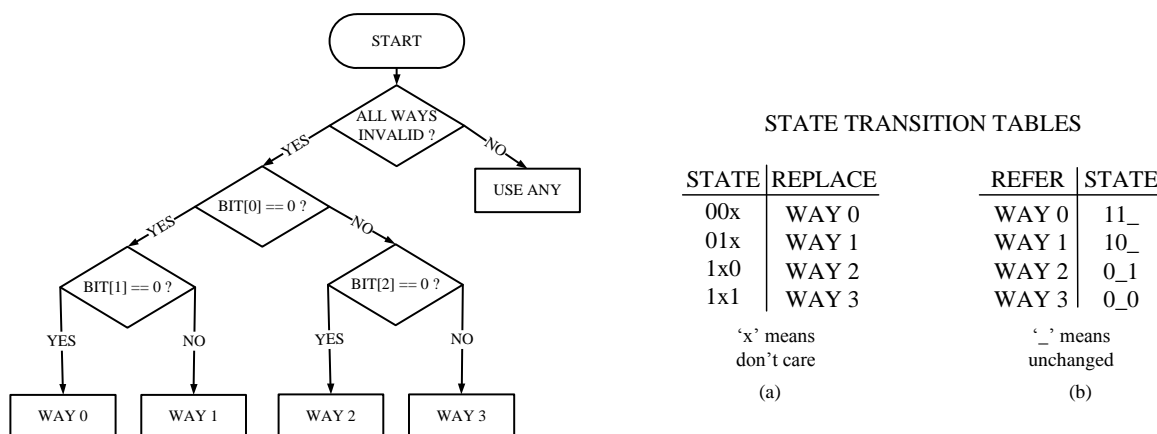 START
ALL WAYS
INVALID ?
YES
NO
USE ANY
BIT[0] == 0 ?
YES
NO
BIT[1] == 0 ?
BIT[2] == 0 ?
YES
NO
YES
NO
WAY 0
WAY 1
WAY 2
WAY 3
STATE TRANSITION TABLES
STATE REPLACE
00x WAY 0
01x WAY 1
1x0 WAY 2
1x1 WAY 3
‘x’ means
don’t care
(a)
REFER STATE
WAY 0 11_
WAY 1 10_
WAY 2 0_1
WAY 3 0_0
‘_’ means
unchanged
(b)